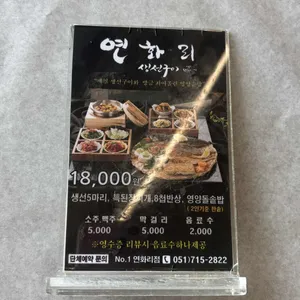 연화리
생선구이
18,000원
생선5마리, 뚝된장찌개,8첩반상, 영양돌솥밥
(2인기준 한솥)
소주.맥주 막걸리 음료수
5.000 5.000 2,000
※영수증 리뷰시-음료수하나제공
단체예약 문의 No.1 연화리점 ☎ 051)715-2822